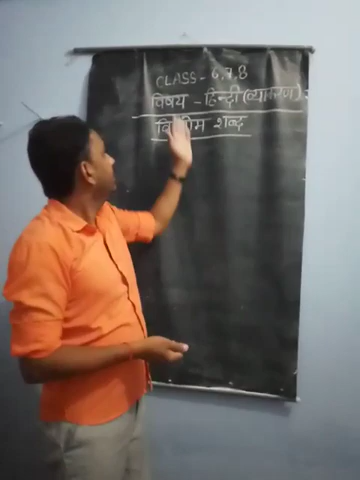 CLASS - 6.7.8
विषय - हिन्दी (व्याकरण) :
शब्द